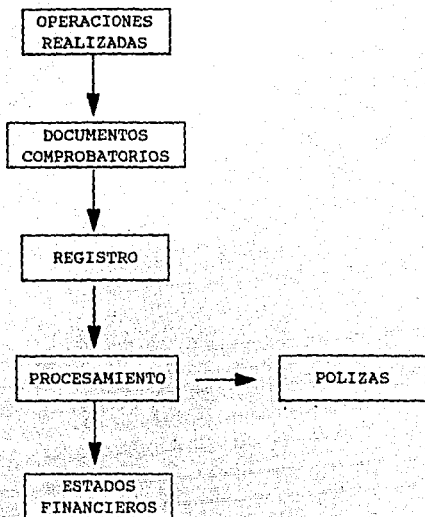 OPERACIONES
REALIZADAS
DOCUMENTOS
COMPROBATORIOS
REGISTRO
PROCESAMIENTO
POLIZAS
ESTADOS
FINANCIEROS